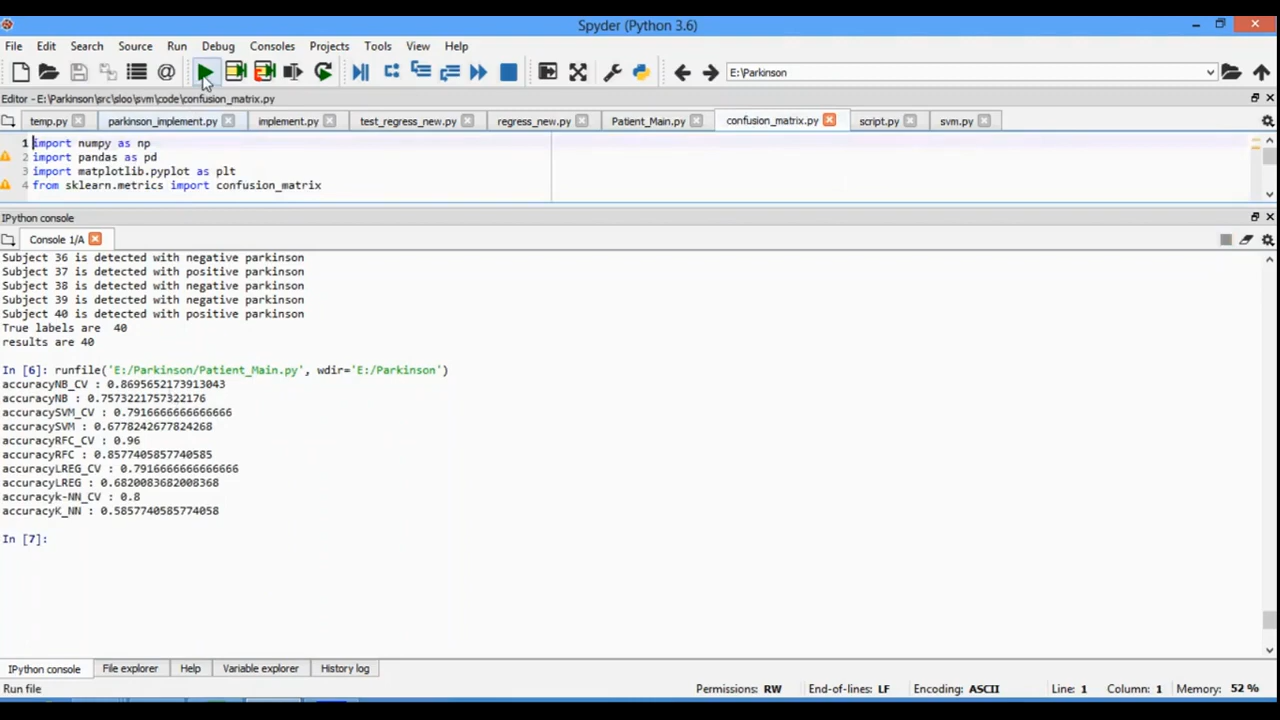 Spyder (Python 3.6)
File Edit Search Source Run Debug Consoles Projects Tools View Help
E:\Parkinson
Editor - E:\Parkinson\src\sloo\svm\code\confusion_matrix.py
temp.py parkinson_implement.py implement.py test_regress_new.py regress_new.py Patient_Main.py confusion_matrix.py script.py svm.py
1 import numpy as np
2 import pandas as pd
3 import matplotlib.pyplot as plt
4 from sklearn.metrics import confusion_matrix
IPython console
Console 1/A
Subject 36 is detected with negative parkinson
Subject 37 is detected with positive parkinson
Subject 38 is detected with negative parkinson
Subject 39 is detected with negative parkinson
Subject 40 is detected with positive parkinson
True labels are  40
results are 40
In [6]: runfile('E:/Parkinson/Patient_Main.py', wdir='E:/Parkinson')
accuracyNB_CV : 0.8695652173913043
accuracyNB : 0.7573221757322176
accuracySVM_CV : 0.7916666666666666
accuracySVM : 0.6778242677824268
accuracyRFC_CV : 0.96
accuracyRFC : 0.8577405857740585
accuracyLREG_CV : 0.7916666666666666
accuracyLREG : 0.6820083682008368
accuracyk-NN_CV : 0.8
accuracyK_NN : 0.5857740585774058
In [7]:
IPython console File explorer Help Variable explorer History log
Run file Permissions: RW End-of-lines: LF Encoding: ASCII Line: 1 Column: 1 Memory: 52 %